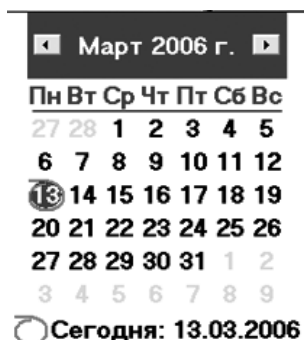 Март 2006 г.
Пн Вт Ср Чт Пт Сб Вс
27 28 1 2 3 4 5
6 7 8 9 10 11 12
13 14 15 16 17 18 19
20 21 22 23 24 25 26
27 28 29 30 31 1 2
3 4 5 6 7 8 9
Сегодня: 13.03.2006